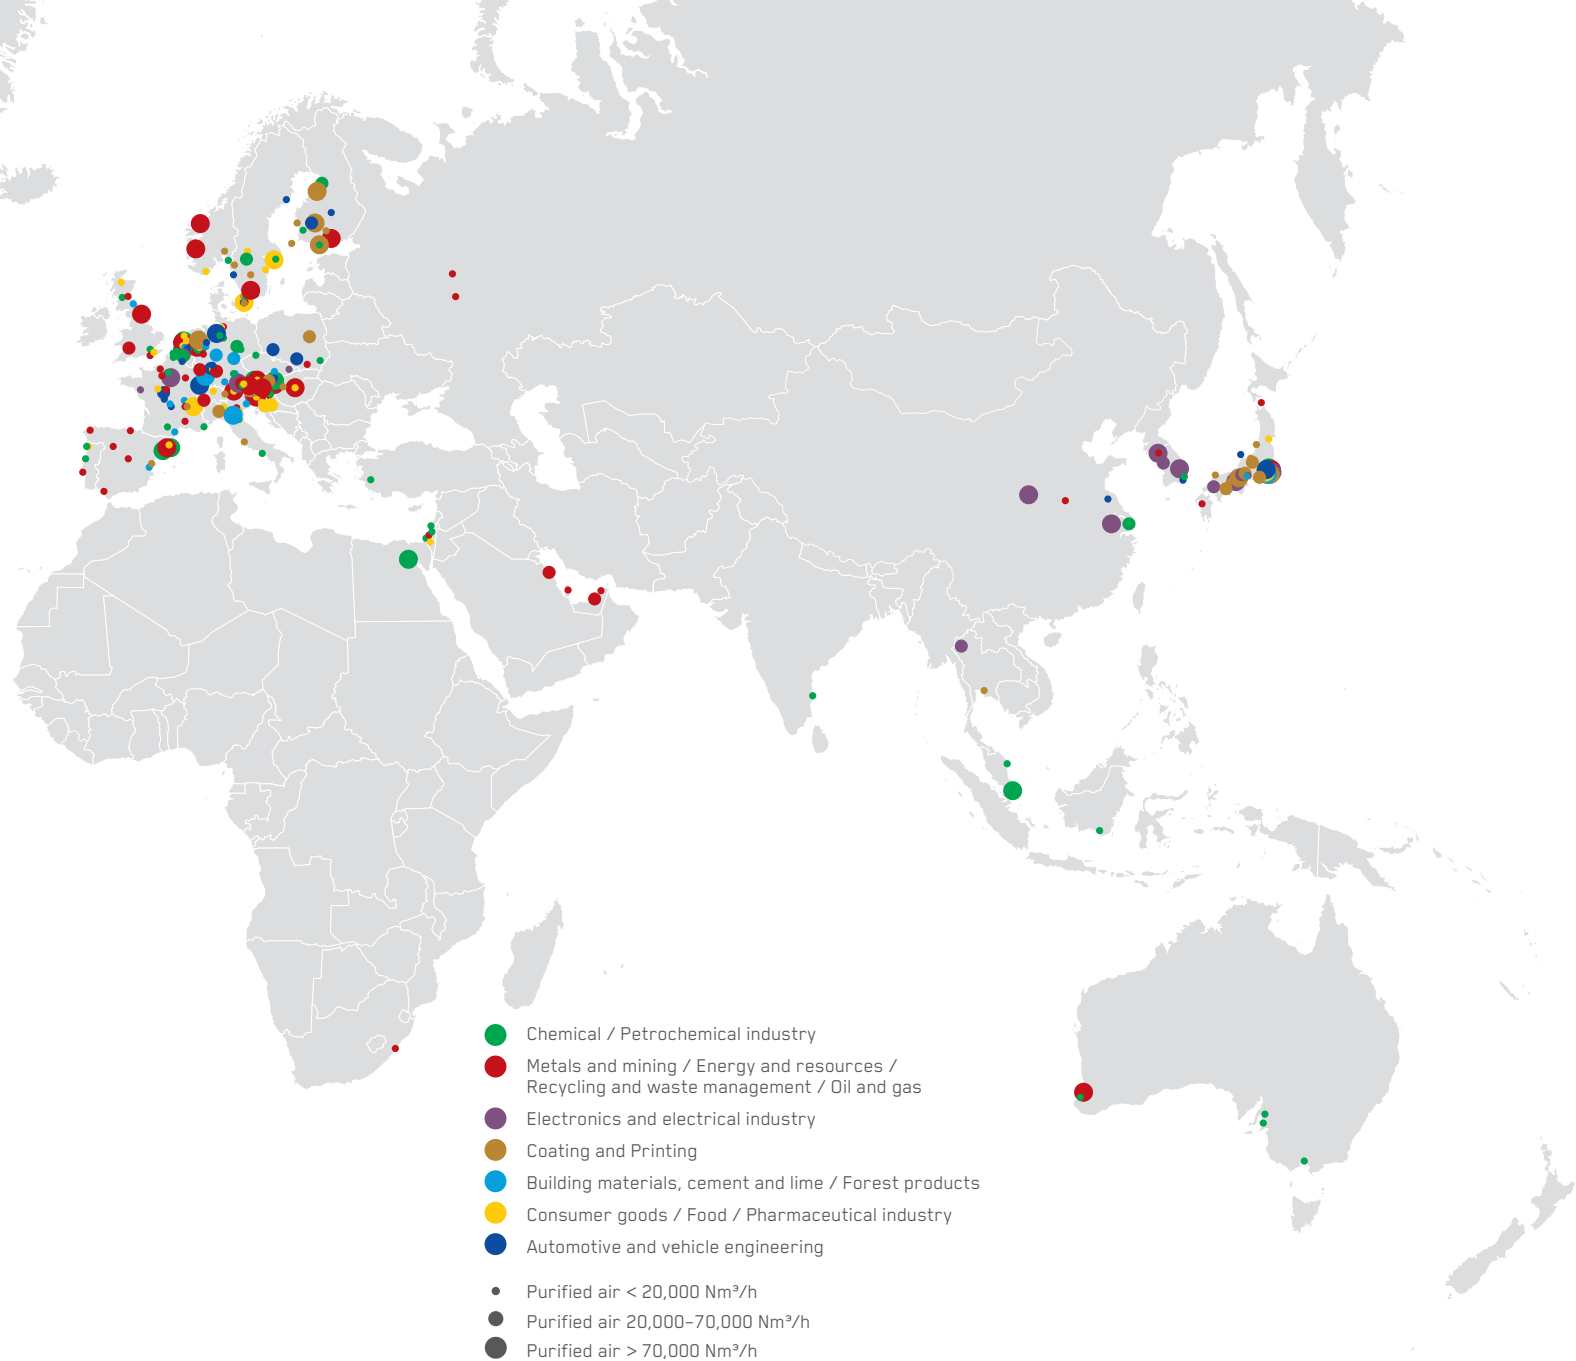 Chemical / Petrochemical industry
Metals and mining / Energy and resources /
Recycling and waste management / Oil and gas
Electronics and electrical industry
Coating and Printing
Building materials, cement and lime / Forest products
Consumer goods / Food / Pharmaceutical industry
Automotive and vehicle engineering
Purified air < 20,000 Nm³/h
Purified air 20,000–70,000 Nm³/h
Purified air > 70,000 Nm³/h